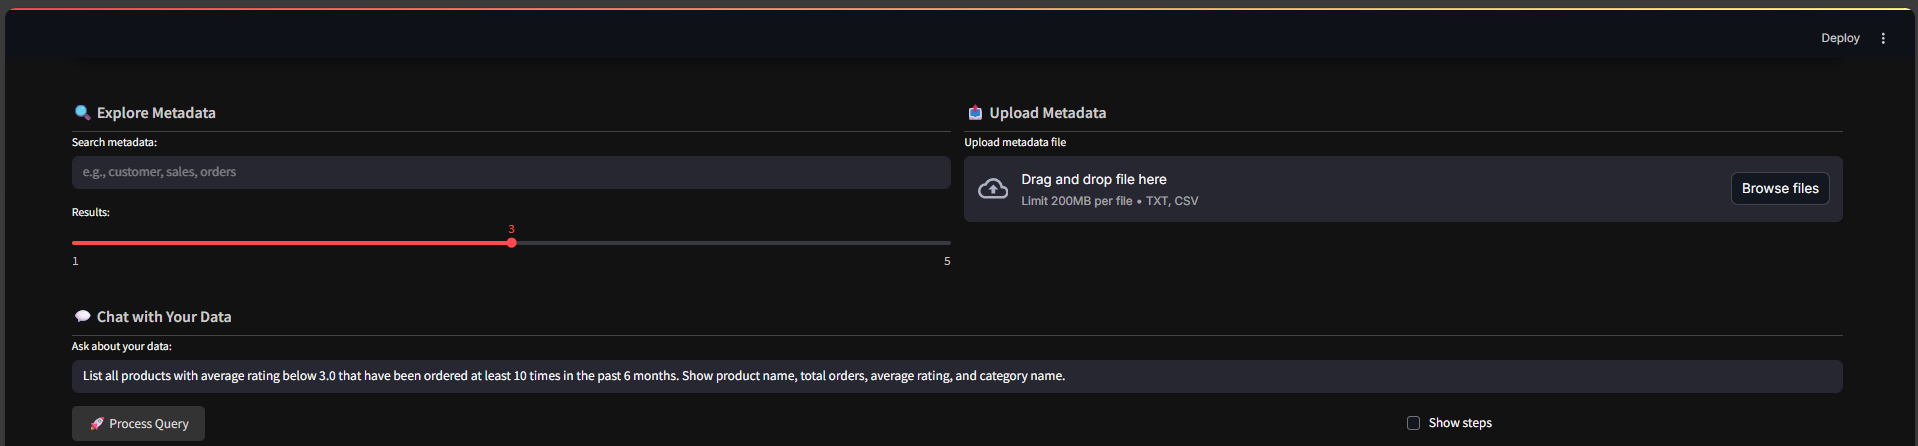 Deploy
Explore Metadata
Search metadata:
e.g., customer, sales, orders
Results:
3
1
5
Upload Metadata
Upload metadata file
Drag and drop file here
Limit 200MB per file • TXT, CSV
Browse files
Chat with Your Data
Ask about your data:
List all products with average rating below 3.0 that have been ordered at least 10 times in the past 6 months. Show product name, total orders, average rating, and category name.
Process Query
Show steps